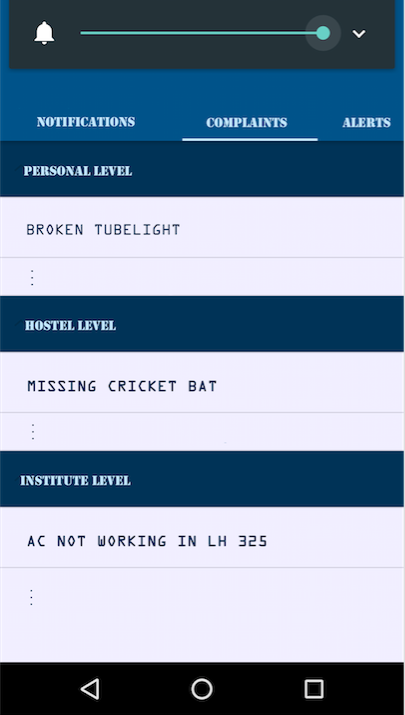 NOTIFICATIONS COMPLAINTS ALERTS
PERSONAL LEVEL
BROKEN TUBELIGHT
HOSTEL LEVEL
MISSING CRICKET BAT
INSTITUTE LEVEL
AC NOT WORKING IN LH 325